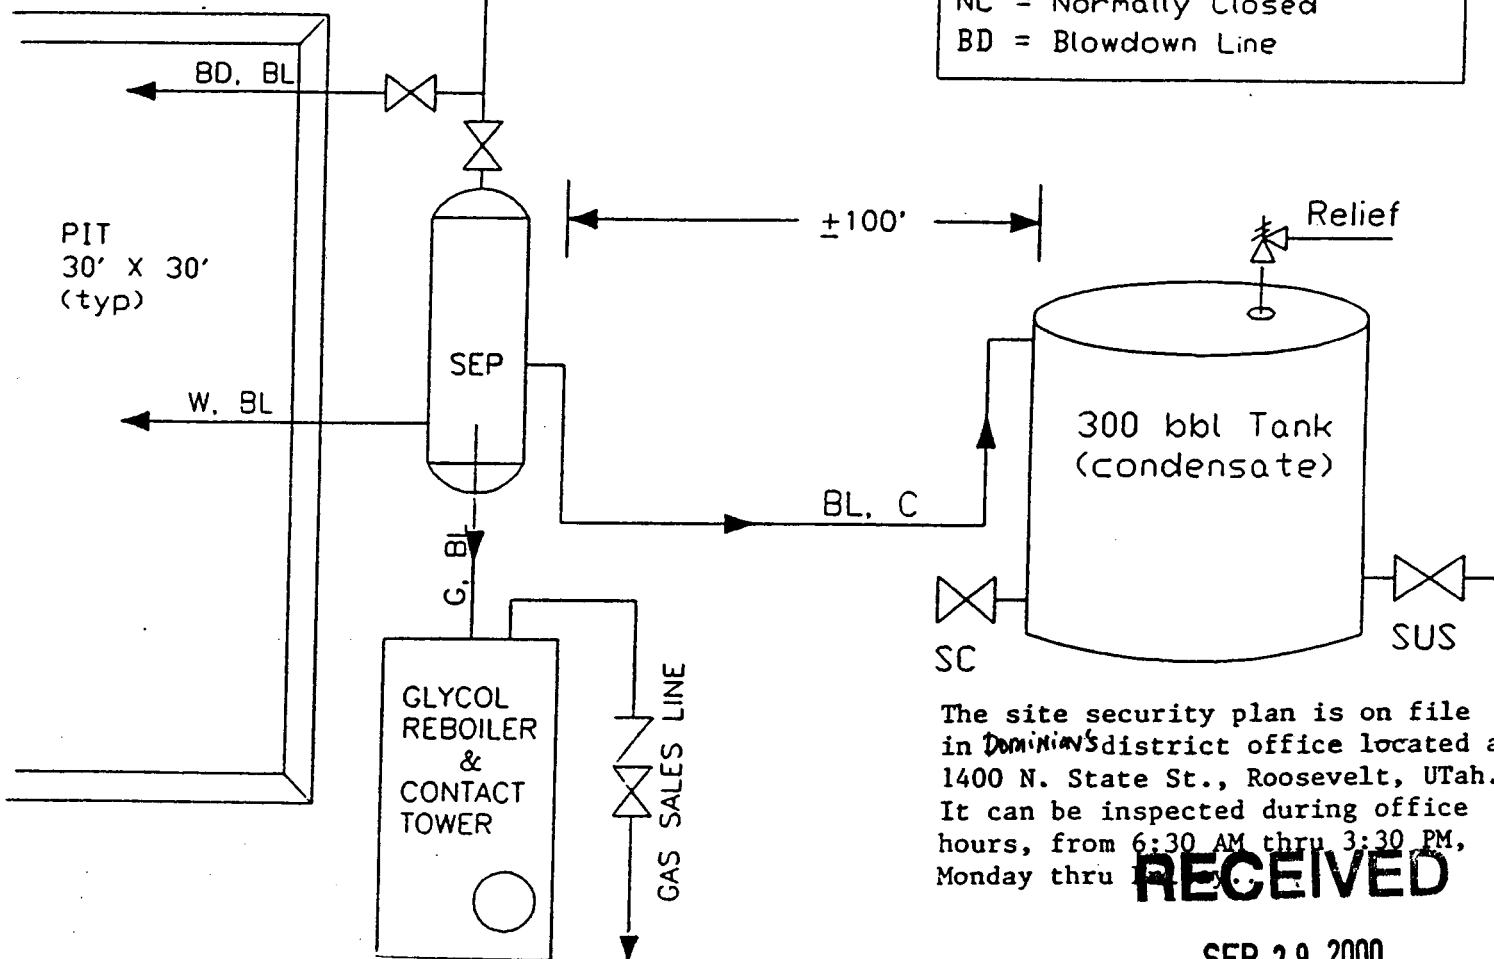 NC = Normally Closed
BD = Blowdown Line
BD, BL
±100'
Relief
PIT
30' X 30'
(typ)
SEP
W, BL
300 bbl Tank
(condensate)
BL, C
G, BL
SC
SUS
GLYCOL
REBOILER
&
CONTACT
TOWER
GAS SALES LINE
The site security plan is on file
in Dominion's district office located a
1400 N. State St., Roosevelt, UTah.
It can be inspected during office
hours, from 6:30 AM thru 3:30 PM,
Monday thru
RECEIVED
SEP 29 2000